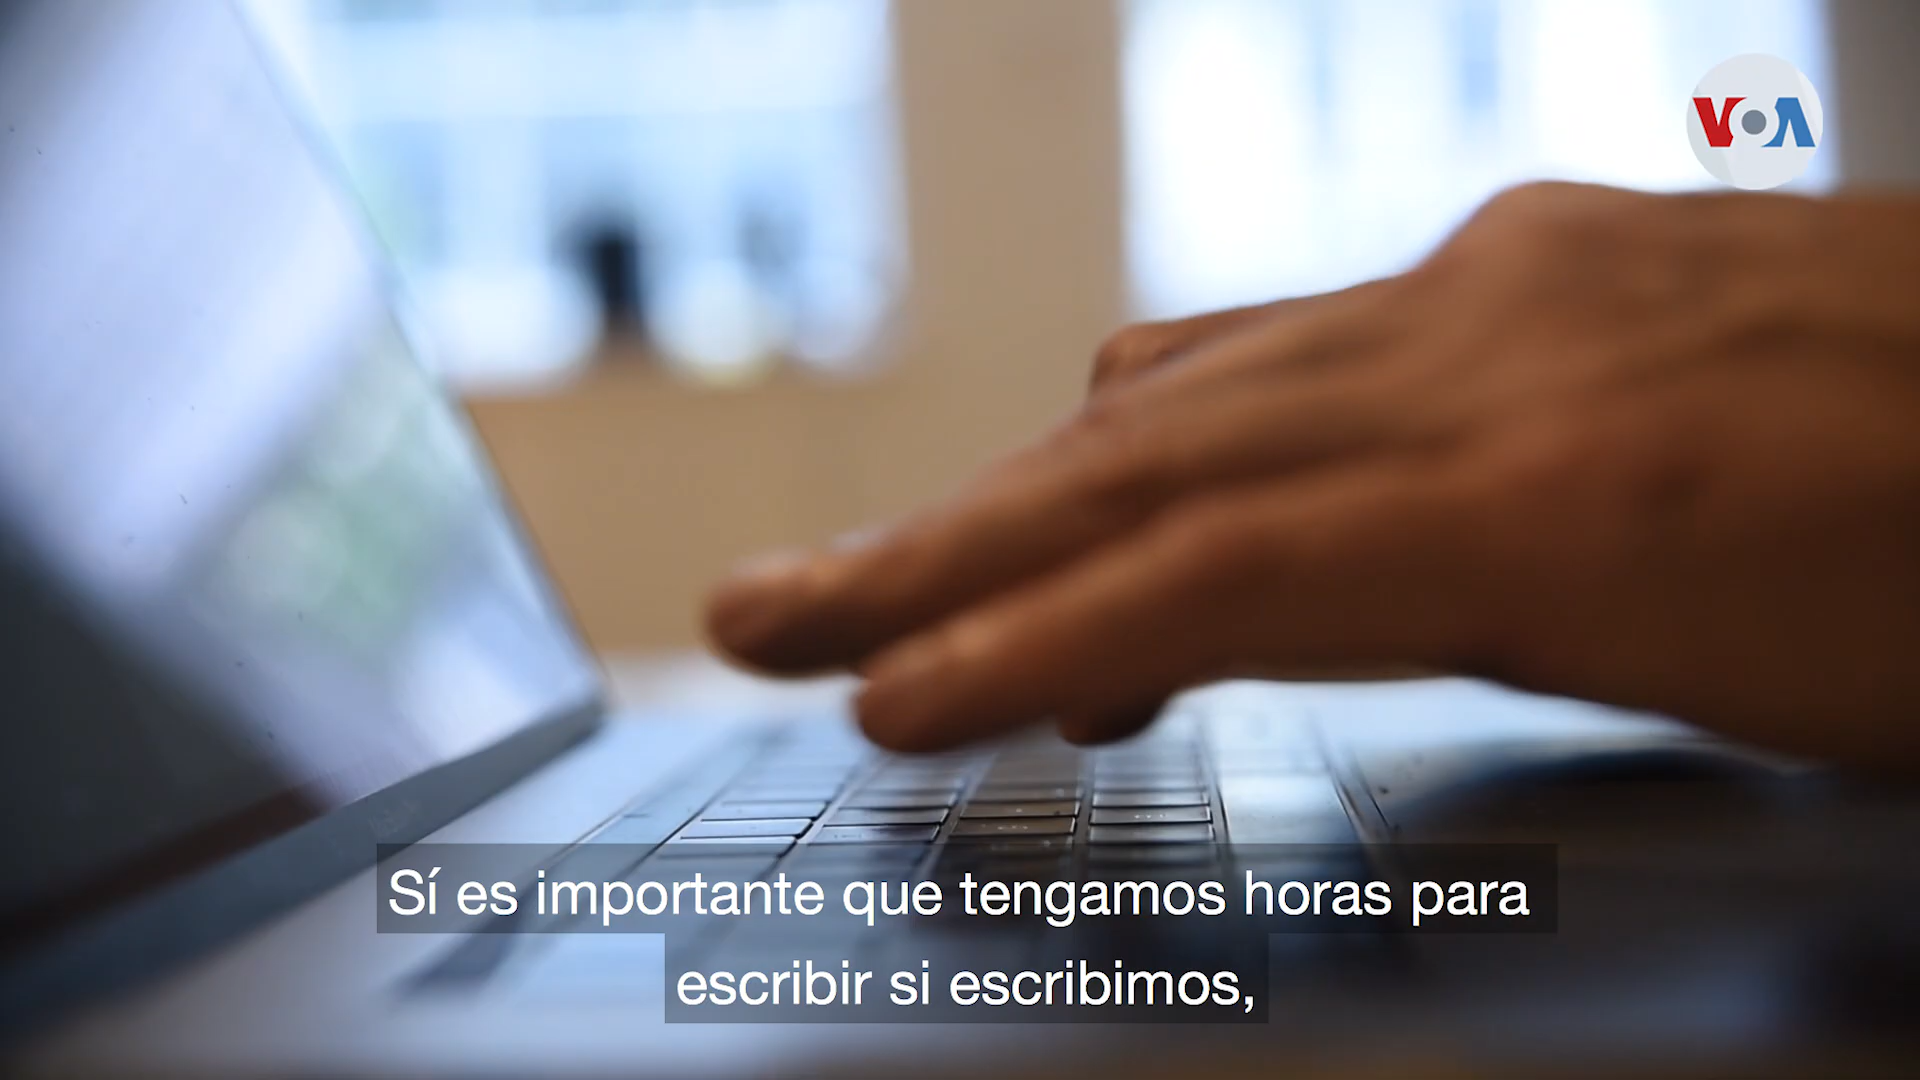 VOA
Sí es importante que tengamos horas para
escribir si escribimos,